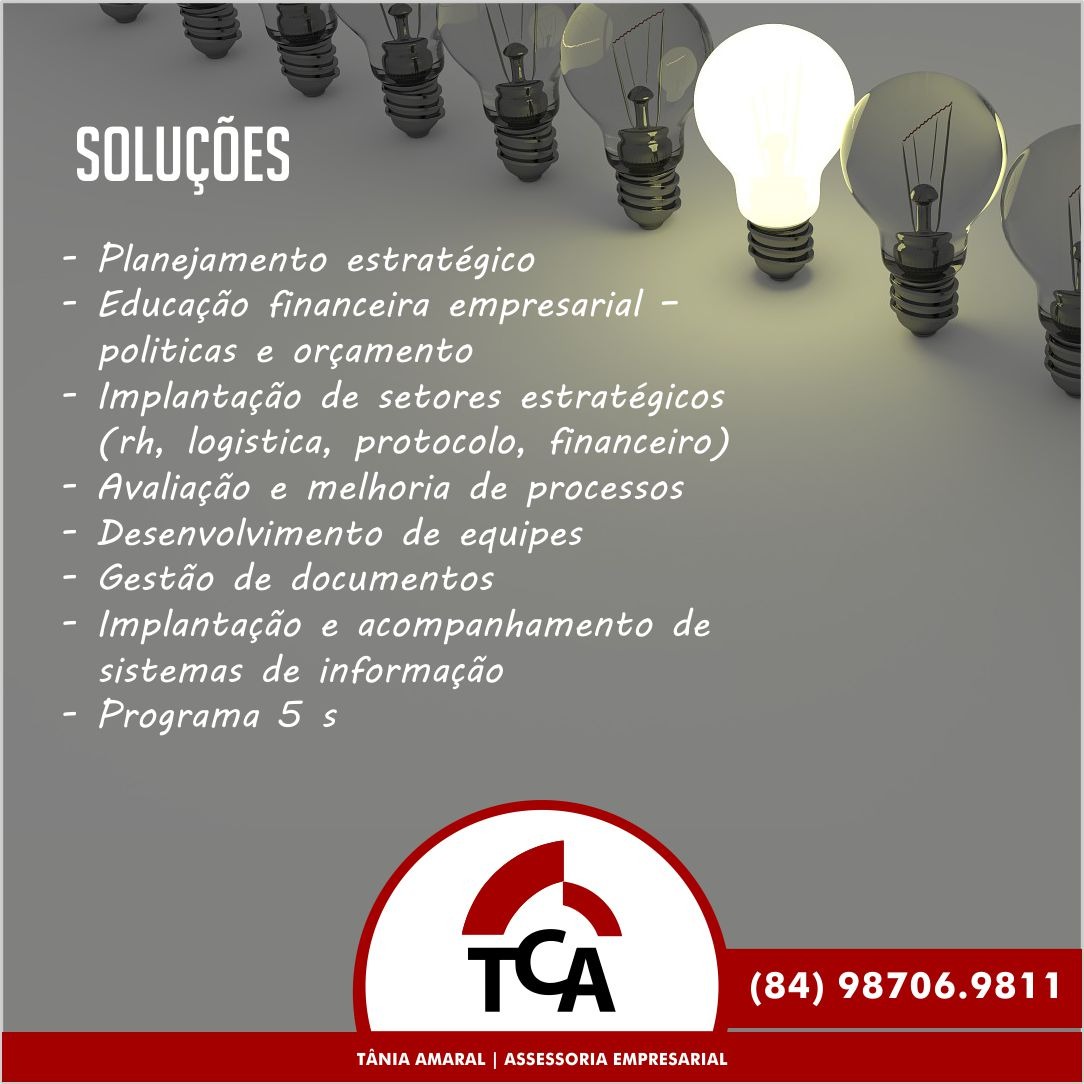 SOLUÇÕES
- Planejamento estratégico
- Educação financeira empresarial –
politicas e orçamento
- Implantação de setores estratégicos
(rh, logistica, protocolo, financeiro)
- Avaliação e melhoria de processos
- Desenvolvimento de equipes
- Gestão de documentos
- Implantação e acompanhamento de
sistemas de informação
- Programa 5 s
TCA
(84) 98706.9811
TÂNIA AMARAL | ASSESSORIA EMPRESARIAL